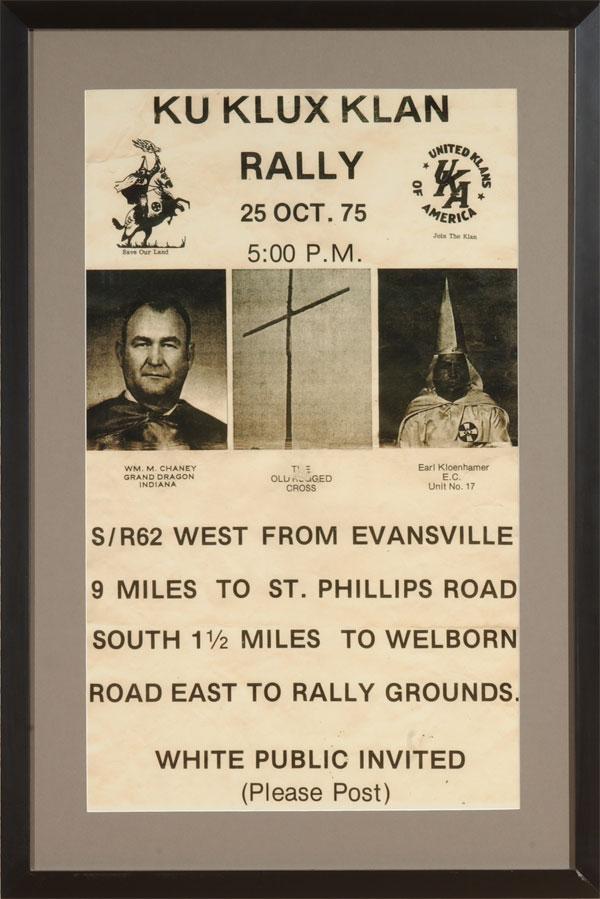 KU KLUX KLAN
RALLY
25 OCT. 75
5:00 P.M.
Save Our Land
UNITED KLANS
OF AMERICA
UKA
Join The Klan
WM. M. CHANEY
GRAND DRAGON
INDIANA
THE
OLD RUGGED
CROSS
Earl Kloenhamer
E.C.
Unit No. 17
S/R62 WEST FROM EVANSVILLE
9 MILES TO ST. PHILLIPS ROAD
SOUTH 1½ MILES TO WELBORN
ROAD EAST TO RALLY GROUNDS.
WHITE PUBLIC INVITED
(Please Post)